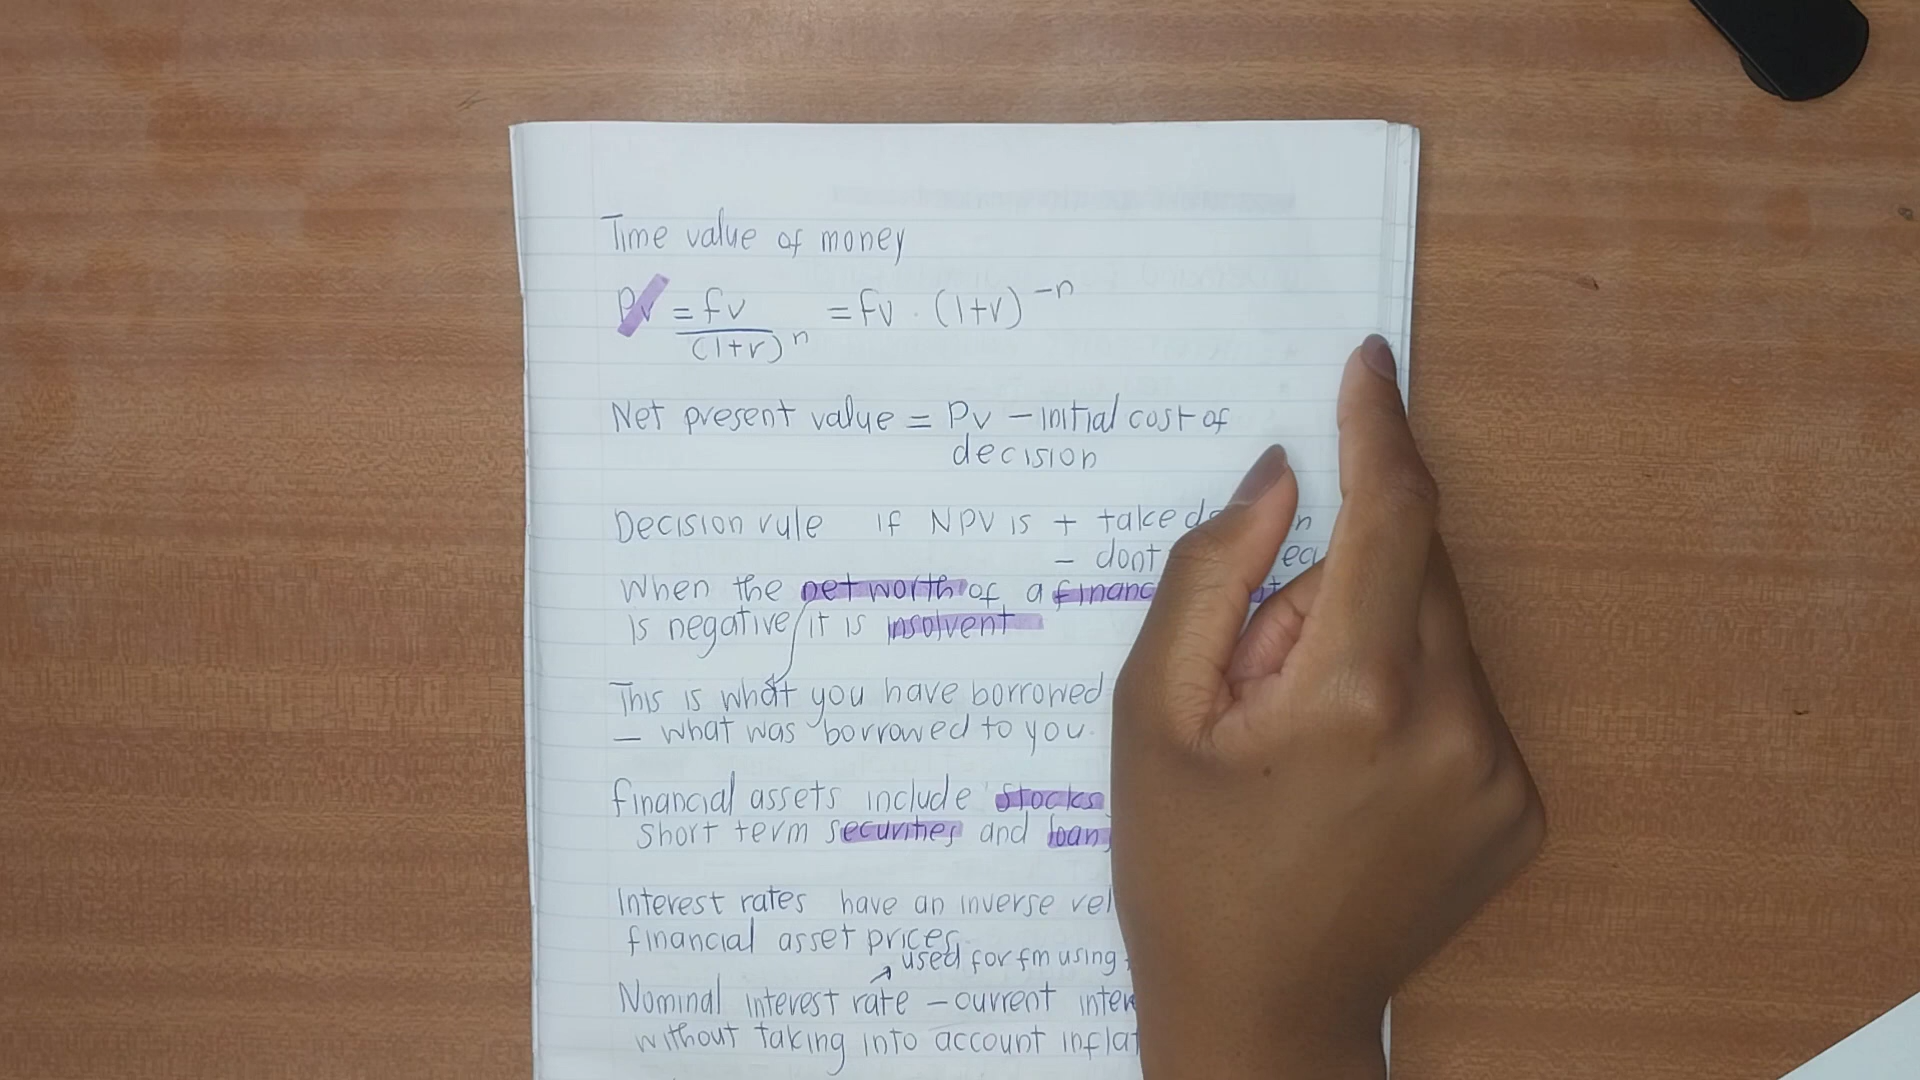 Time value of money
Pv = fv = fv . (1+r)^-n
(1+r)^n
Net present value = Pv - initial cost of
decision
Decision rule if NPV is + take
- dont
When the net worth of a
is negative it is insolvent
This is what you have borrowed
- what was borrowed to you.
financial assets include stocks
short term securities and loan
Interest rates have an inverse
financial asset prices
used for fm using
Nominal interest rate - current
without taking into account